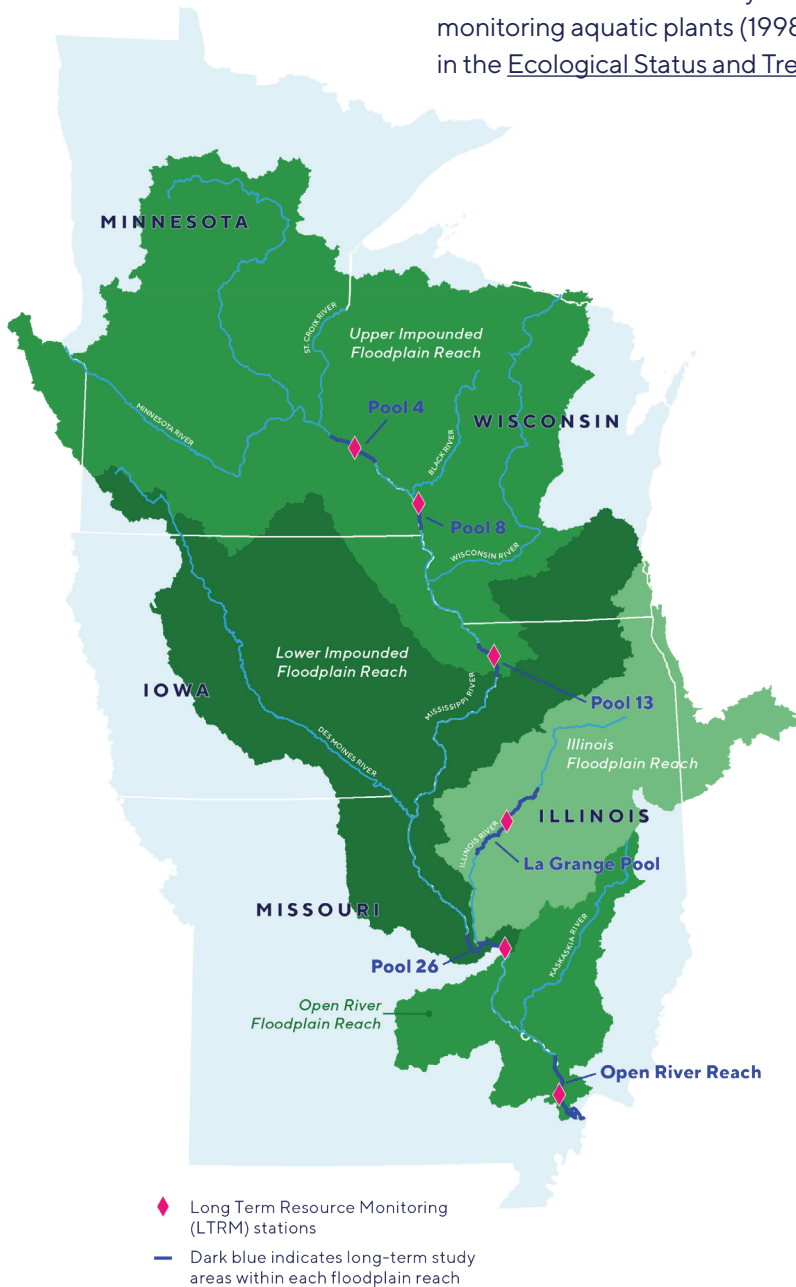 monitoring aquatic plants (1998
in the Ecological Status and Tre
MINNESOTA
ST. CROIX RIVER
Upper Impounded
Floodplain Reach
MINNESOTA RIVER
Pool 4
WISCONSIN
BLACK RIVER
Pool 8
WISCONSIN RIVER
Lower Impounded
Floodplain Reach
IOWA
MISSISSIPPI RIVER
Pool 13
DES MOINES RIVER
Illinois
Floodplain Reach
ILLINOIS RIVER
ILLINOIS
La Grange Pool
MISSOURI
KASKASKIA RIVER
Pool 26
Open River
Floodplain Reach
Open River Reach
Long Term Resource Monitoring
(LTRM) stations
Dark blue indicates long-term study
areas within each floodplain reach